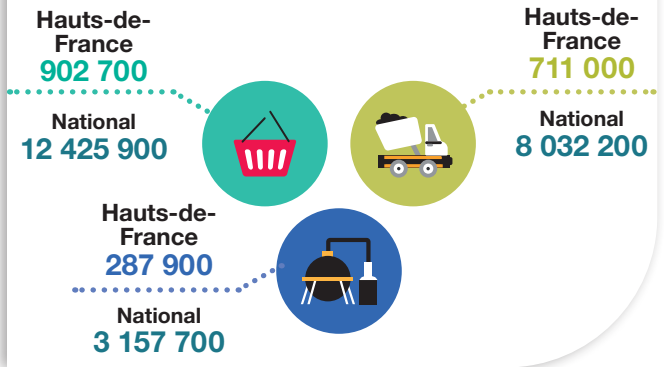 Hauts-de-
France
902 700
National
12 425 900
Hauts-de-
France
711 000
National
8 032 200
Hauts-de-
France
287 900
National
3 157 700